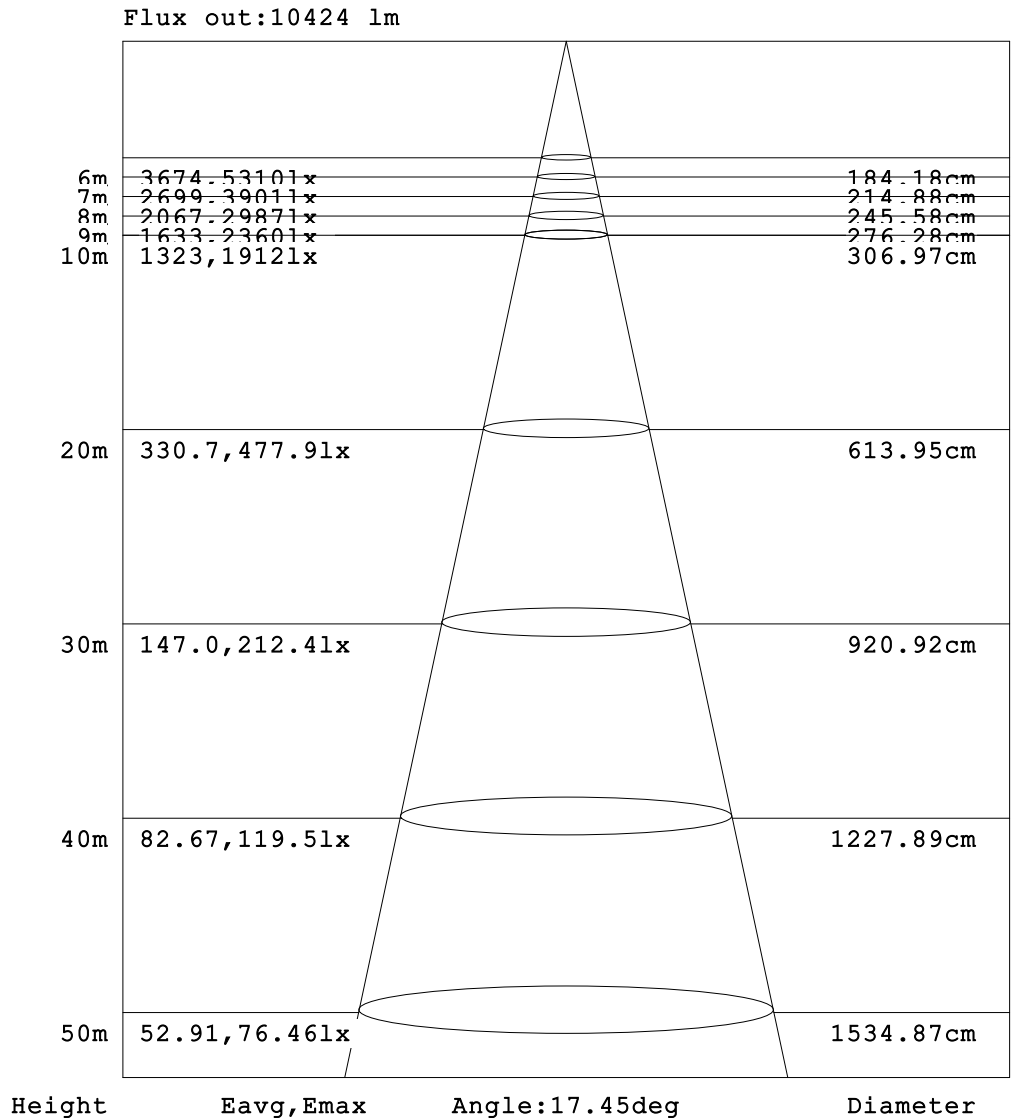 Flux out:10424 lm
6m 3674,5310lx 184.18cm
7m 2699,3901lx 214.88cm
8m 2067,2987lx 245.58cm
9m 1633,2360lx 276.28cm
10m 1323,1912lx 306.97cm
20m 330.7,477.9lx 613.95cm
30m 147.0,212.4lx 920.92cm
40m 82.67,119.5lx 1227.89cm
50m 52.91,76.46lx 1534.87cm
Height Eavg,Emax Angle:17.45deg Diameter